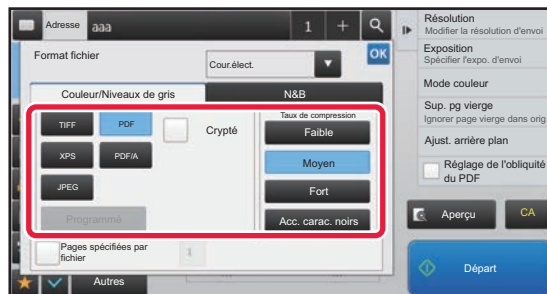 Adresse aaa 1 +
Format fichier
Cour.élect. OK
Couleur/Niveaux de gris N&B
TIFF PDF Crypté
XPS PDF/A
JPEG
Programmé
Taux de compression
Faible
Moyen
Fort
Acc. carac. noirs
Pages spécifiées par
fichier 1
Autres
Résolution
Modifier la résolution d'envoi
Exposition
Spécifier l'expo. d'envoi
Mode couleur
Sup. pg vierge
Ignorer page vierge dans orig
Ajust. arrière plan
Réglage de l'obliquité
du PDF
Aperçu CA
Départ